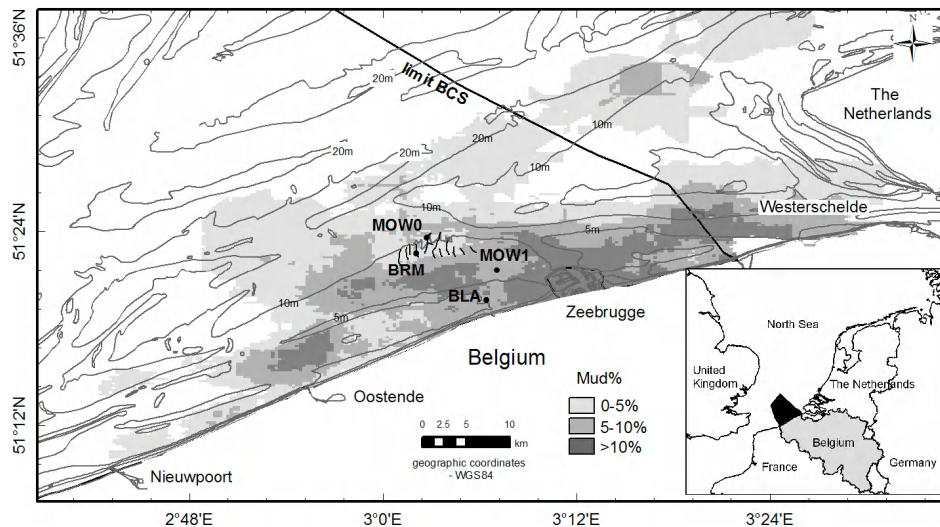 51°36'N
51°24'N
51°12'N
N
20m
limit BCS
The
Netherlands
20m
10m
20m
20m
10m
Westerschelde
10m
5m
MOW0
MOW1
BRM
BLA
10m
5m
Zeebrugge
Belgium
Oostende
Nieuwpoort
Mud%
0-5%
5-10%
>10%
0 2.5 5 10
km
geographic coordinates
- WGS84
North Sea
United
Kingdom
The Netherlands
Belgium
France
Germany
2°48'E
3°0'E
3°12'E
3°24'E